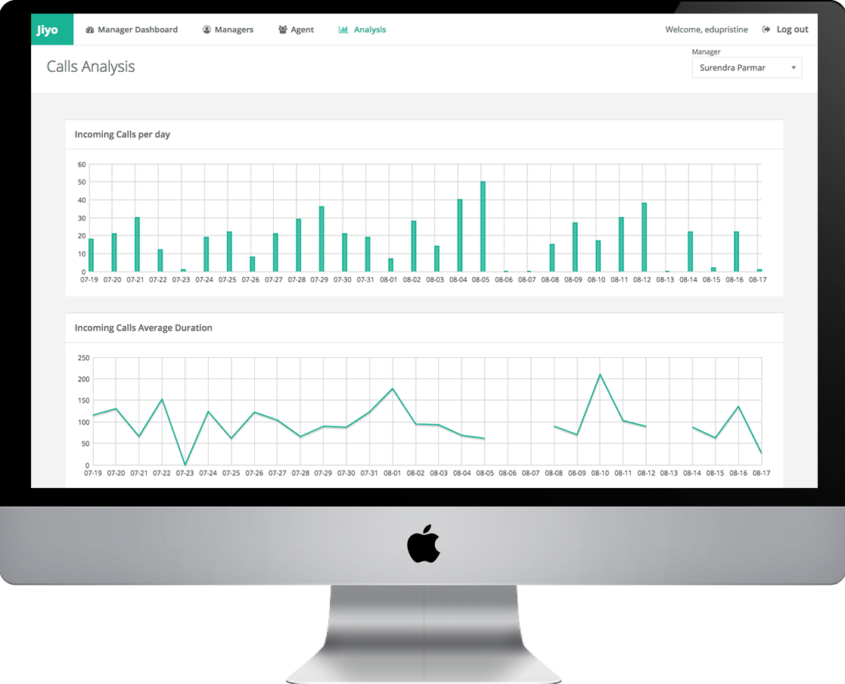 Jiyo Manager Dashboard Managers Agent Analysis Welcome, edupristine Log out
Manager
Calls Analysis Surendra Parmar
Incoming Calls per day
60
50
40
30
20
10
0
07-19 07-20 07-21 07-22 07-23 07-24 07-25 07-26 07-27 07-28 07-29 07-30 07-31 08-01 08-02 08-03 08-04 08-05 08-06 08-07 08-08 08-09 08-10 08-11 08-12 08-13 08-14 08-15 08-16 08-17
Incoming Calls Average Duration
250
200
150
100
50
0
07-19 07-20 07-21 07-22 07-23 07-24 07-25 07-26 07-27 07-28 07-29 07-30 07-31 08-01 08-02 08-03 08-04 08-05 08-06 08-07 08-08 08-09 08-10 08-11 08-12 08-13 08-14 08-15 08-16 08-17